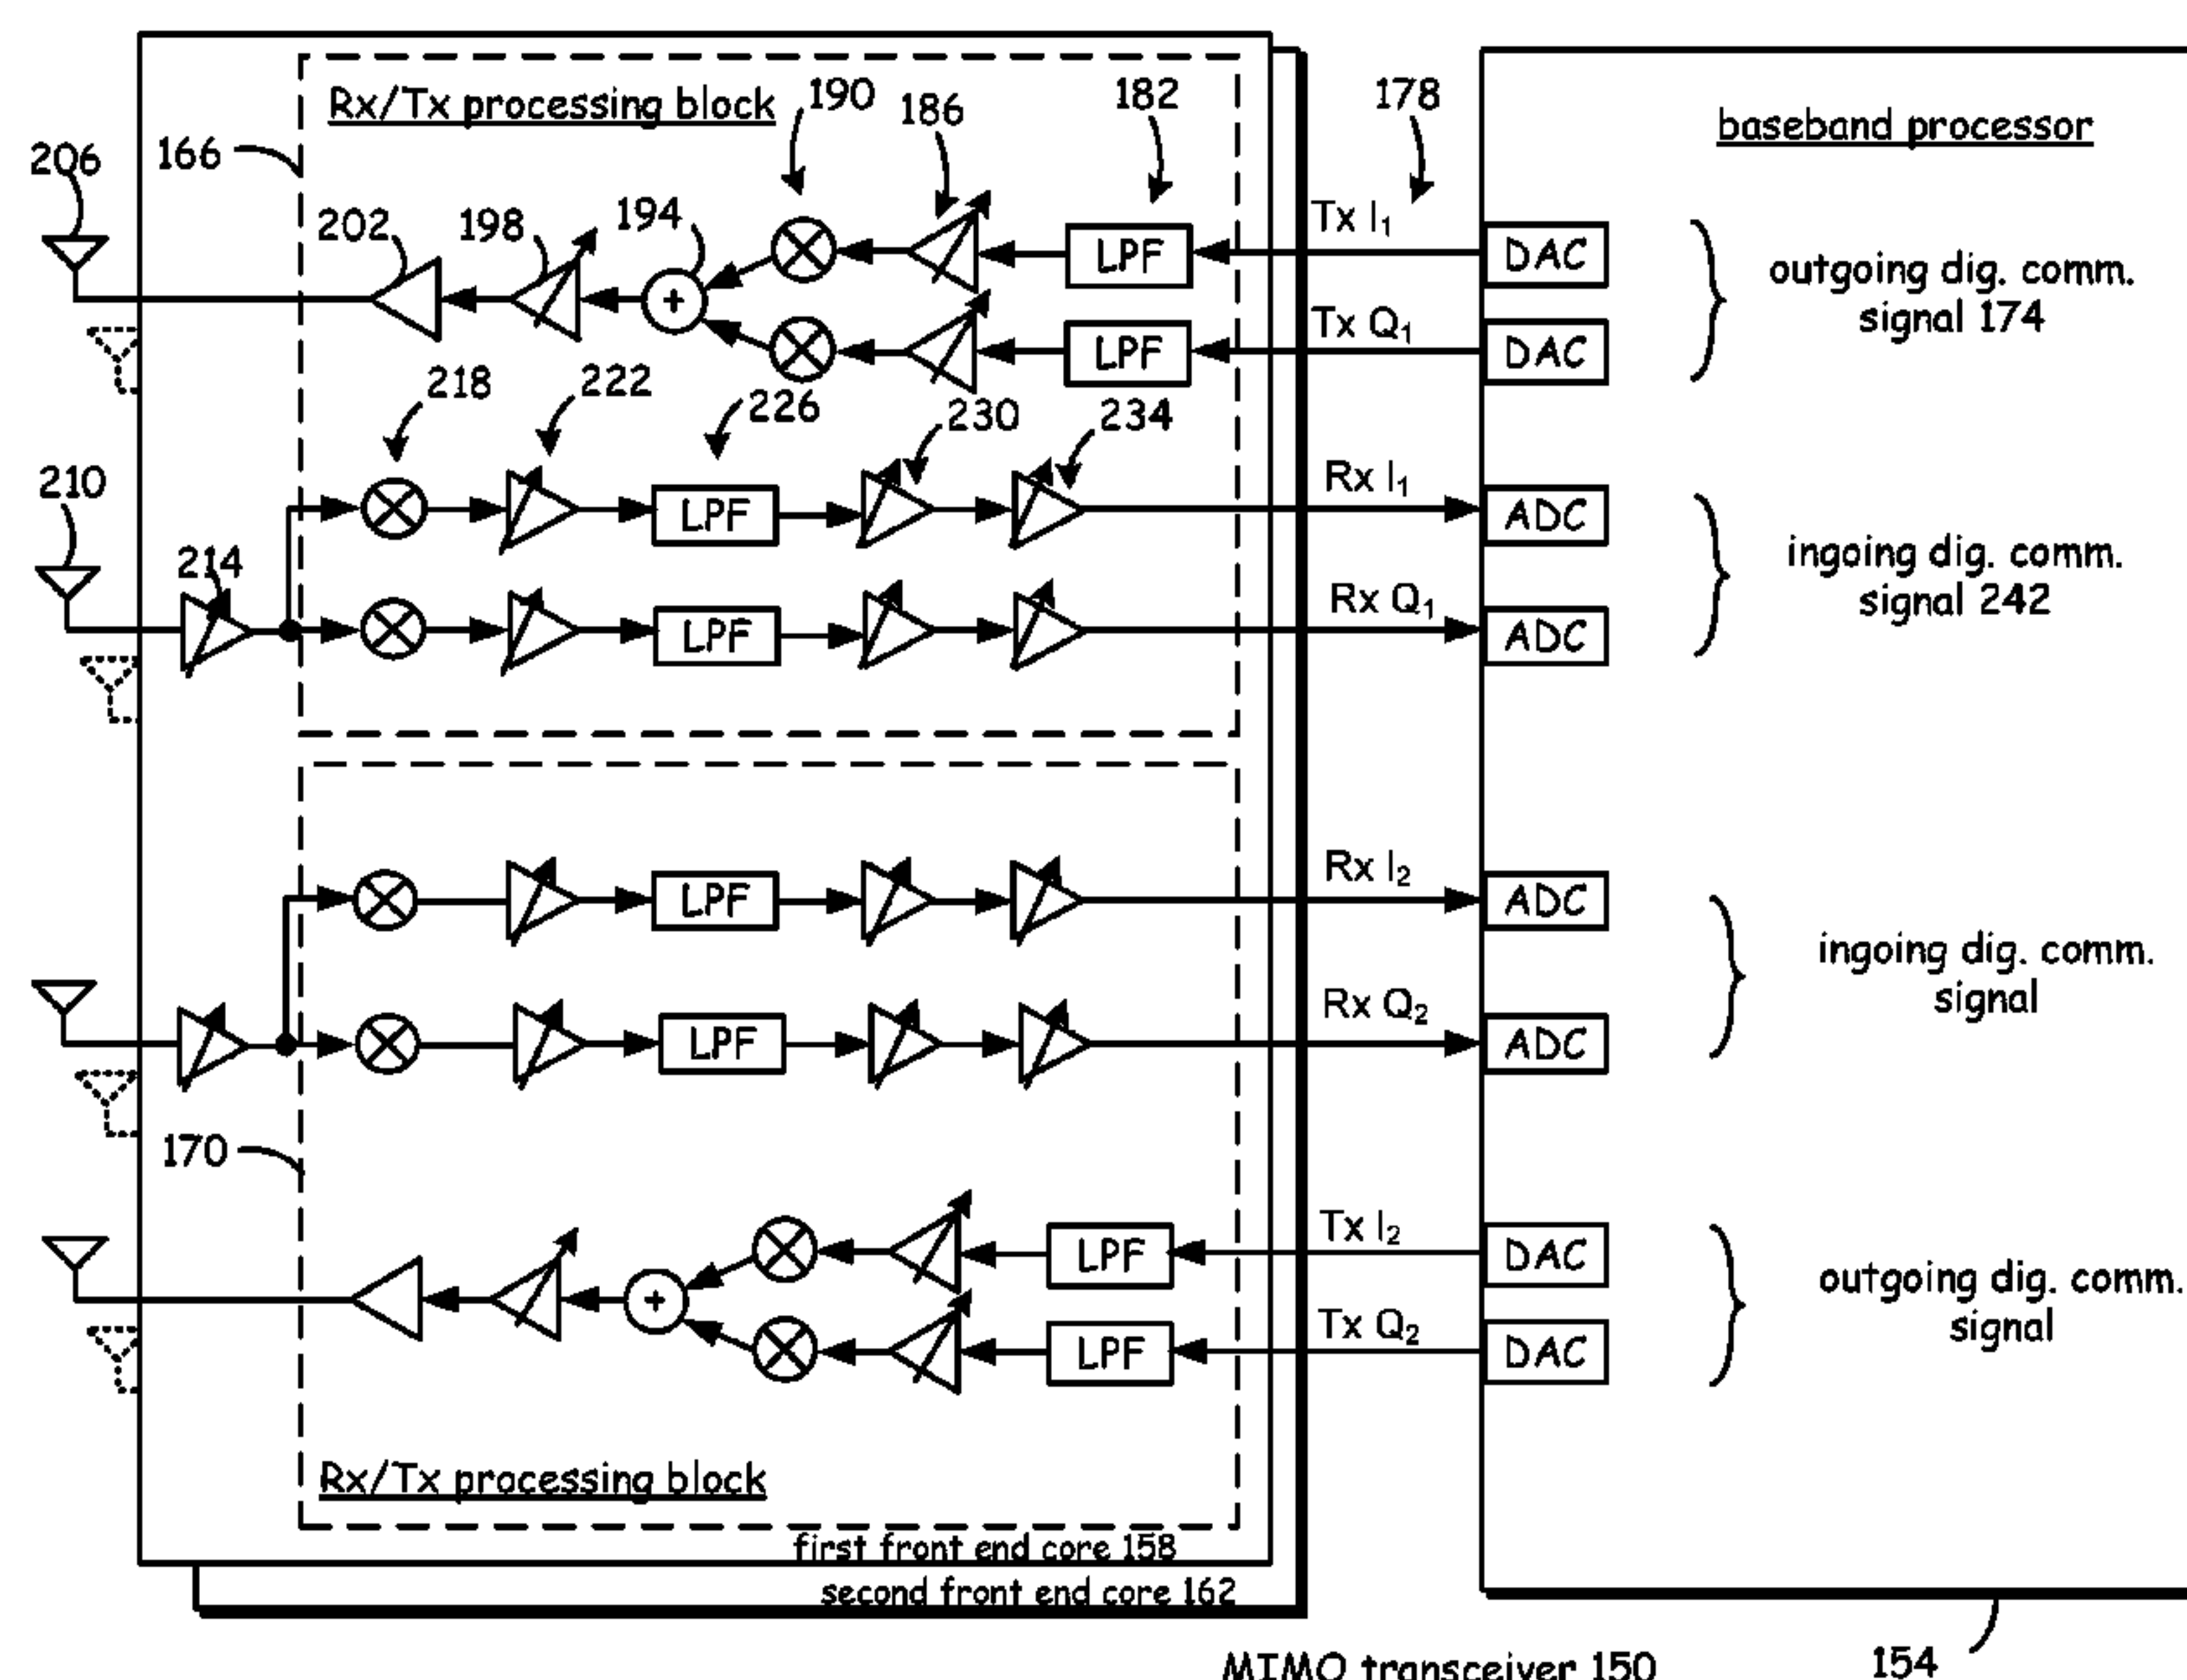 Rx/Tx processing block
190
186
182
178
baseband processor
206
166
202
198
194
Tx I1
LPF
DAC
outgoing dig. comm.
signal 174
Tx Q1
LPF
DAC
218
222
226
230
234
210
Rx I1
LPF
ADC
ingoing dig. comm.
signal 242
214
Rx Q1
LPF
ADC
Rx I2
LPF
ADC
ingoing dig. comm.
signal
Rx Q2
LPF
ADC
170
Tx I2
LPF
DAC
outgoing dig. comm.
signal
Tx Q2
LPF
DAC
Rx/Tx processing block
first front end core 158
second front end core 162
MIMO transceiver 150
154